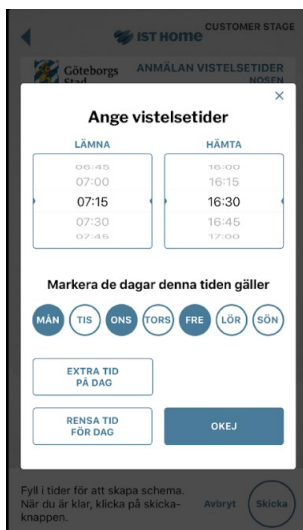 CUSTOMER STAGE
IST Home
Göteborgs
Stad
ANMÄLAN VISTELSETIDER
NOSEN
×
Ange vistelsetider
LÄMNA
HÄMTA
06:45
16:00
07:00
16:15
07:15
16:30
07:30
16:45
07:45
17:00
Markera de dagar denna tiden gäller
MÅN TIS ONS TORS FRE LÖR SÖN
EXTRA TID
PÅ DAG
RENSA TID
FÖR DAG
OKEJ
Fyll i tider för att skapa schema.
När du är klar, klicka på skicka-
knappen.
Avbryt
Skicka